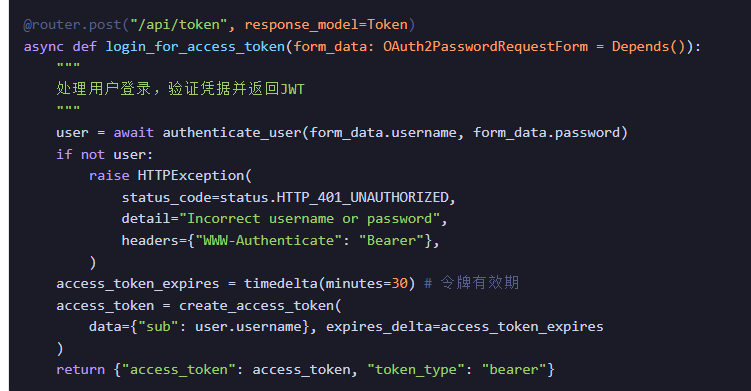 @router.post("/api/token", response_model=Token)
async def login_for_access_token(form_data: OAuth2PasswordRequestForm = Depends()):
    """
    处理用户登录，验证凭据并返回JWT
    """
    user = await authenticate_user(form_data.username, form_data.password)
    if not user:
        raise HTTPException(
            status_code=status.HTTP_401_UNAUTHORIZED,
            detail="Incorrect username or password",
            headers={"WWW-Authenticate": "Bearer"},
        )
    access_token_expires = timedelta(minutes=30) # 令牌有效期
    access_token = create_access_token(
        data={"sub": user.username}, expires_delta=access_token_expires
    )
    return {"access_token": access_token, "token_type": "bearer"}